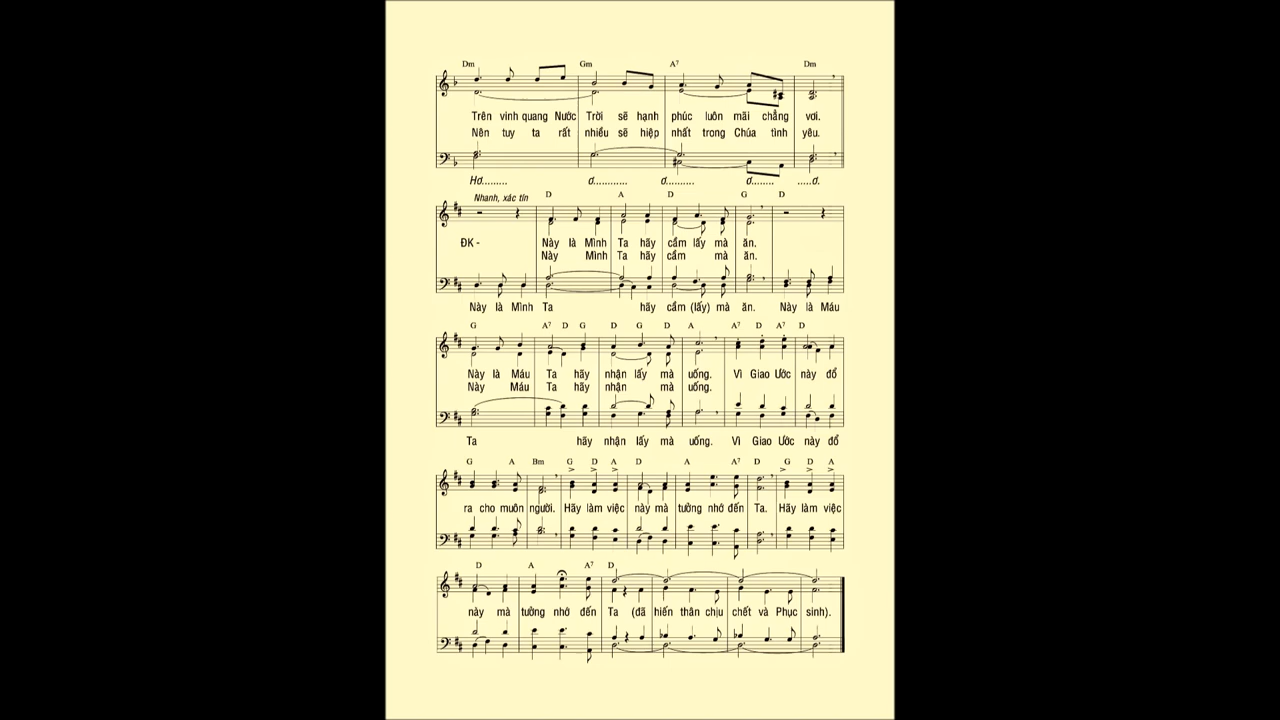 Dm Gm A7 Dm
Trên vinh quang Nước Trời sẽ hạnh phúc luôn mãi chẳng vơi.
Nên tuy ta rất nhiều sẽ hiệp nhất trong Chúa tình yêu.
Hơ........ ơ............ ơ.......... ơ........ .....ơ.
Nhanh, xác tín D A D G D
ĐK - Này là Mình Ta hãy cầm lấy mà ăn.
Này Mình Ta hãy cầm mà ăn.
Này là Mình Ta hãy cầm (lấy) mà ăn. Này là Máu
G A7 D G D G D A A7 D A7 D
Này là Máu Ta hãy nhận lấy mà uống. Vì Giao Ước này đổ
Này Máu Ta hãy nhận mà uống.
Ta hãy nhận lấy mà uống. Vì Giao Ước này đổ
G A Bm G D A D A A7 D G D A
ra cho muôn người. Hãy làm việc này mà tưởng nhớ đến Ta. Hãy làm việc
D A A7 D
này mà tưởng nhớ đến Ta (đã hiến thân chịu chết và Phục sinh).